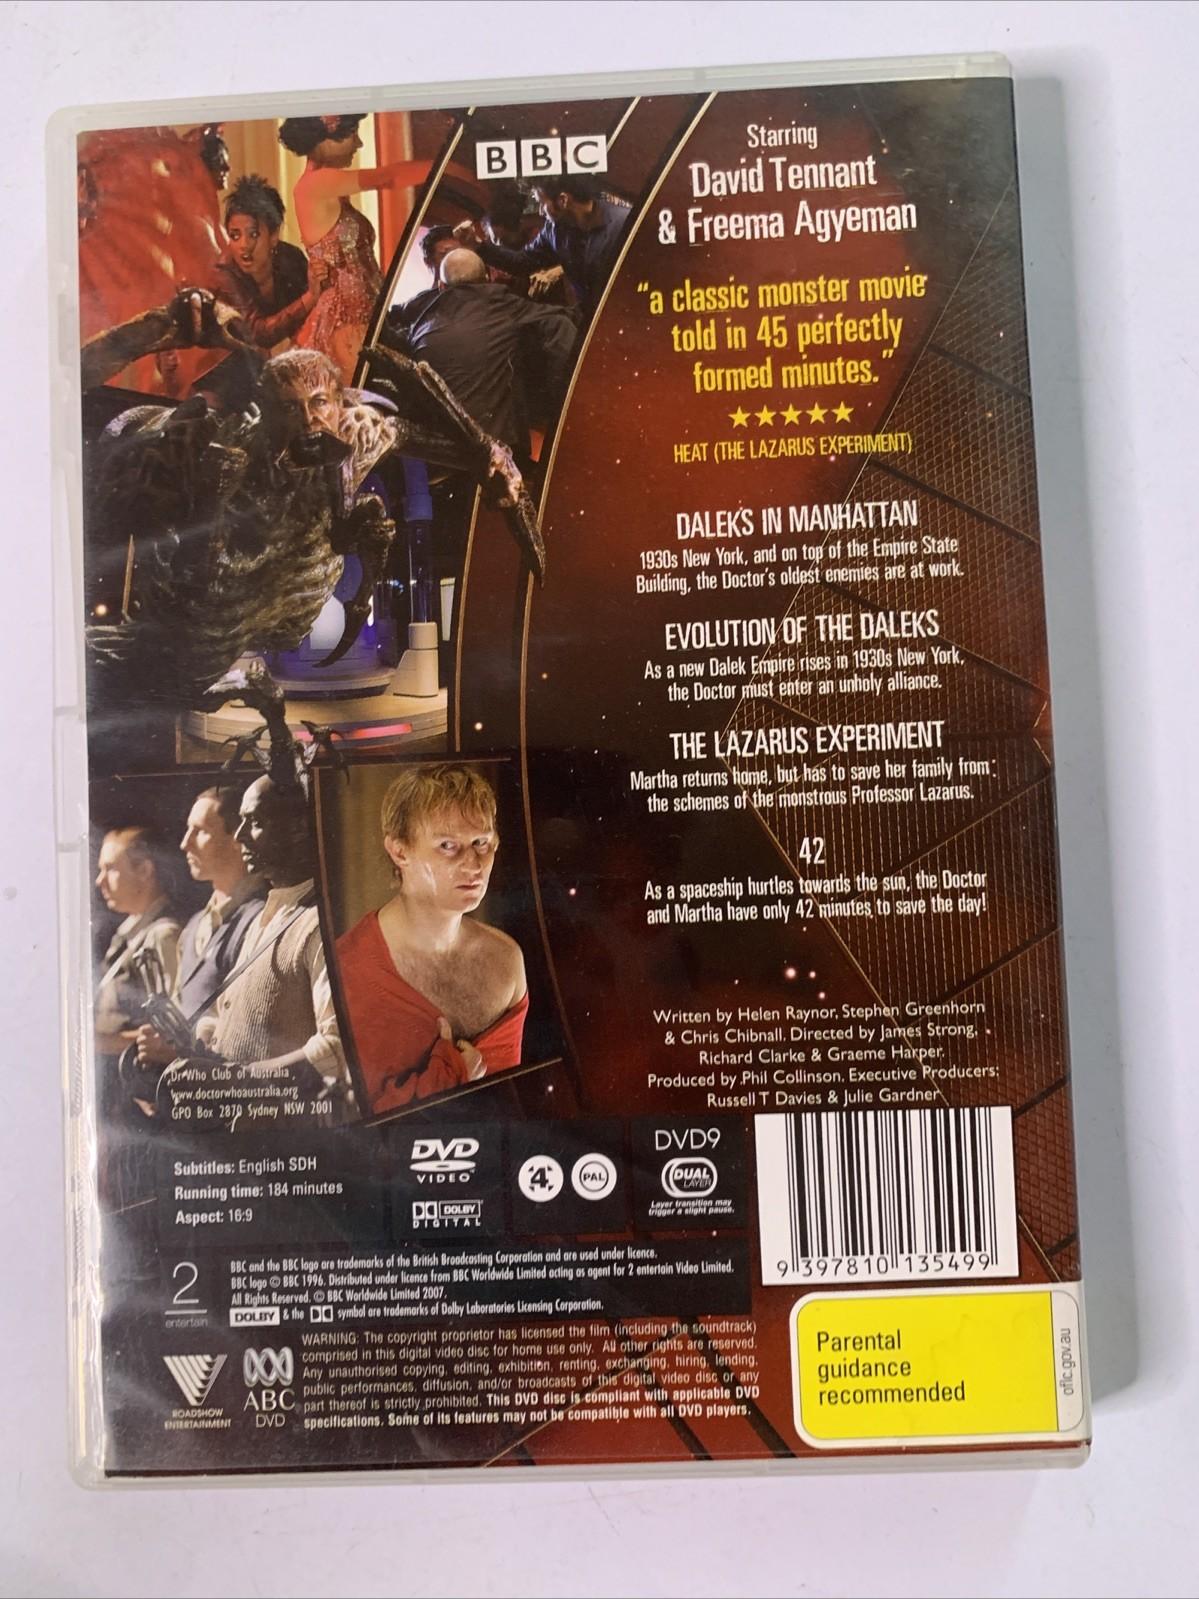 BBC
Starring
David Tennant
& Freema Agyeman
"a classic monster movie
told in 45 perfectly
formed minutes."
★★★★★
HEAT (THE LAZARUS EXPERIMENT)
DALEKS IN MANHATTAN
1930s New York, and on top of the Empire State
Building, the Doctor's oldest enemies are at work.
EVOLUTION OF THE DALEKS
As a new Dalek Empire rises in 1930s New York,
the Doctor must enter an unholy alliance.
THE LAZARUS EXPERIMENT
Martha returns home, but has to save her family from
the schemes of the monstrous Professor Lazarus.
42
As a spaceship hurtles towards the sun, the Doctor
and Martha have only 42 minutes to save the day!
Written by Helen Raynor, Stephen Greenhorn
& Chris Chibnall. Directed by James Strong,
Richard Clarke & Graeme Harper.
Produced by Phil Collinson. Executive Producers:
Russell T Davies & Julie Gardner
Dr Who Club of Australia
www.doctorwhoaustralia.org
GPO Box 2870 Sydney NSW 2001
Subtitles: English SDH
Running time: 184 minutes
Aspect: 16:9
DVD
VIDEO
DOLBY
DIGITAL
4
PAL
DVD9
DUAL
LAYER
Layer transition may
trigger a slight pause.
9 397810 135499
2
entertain
BBC and the BBC logo are trademarks of the British Broadcasting Corporation and are used under licence.
BBC logo © BBC 1996. Distributed under licence from BBC Worldwide Limited acting as agent for 2 entertain Video Limited.
All Rights Reserved. © BBC Worldwide Limited 2007.
DOLBY & the symbol are trademarks of Dolby Laboratories Licensing Corporation.
WARNING: The copyright proprietor has licensed the film (including the soundtrack)
comprised in this digital video disc for home use only. All other rights are reserved.
Any unauthorised copying, editing, exhibition, renting, exchanging, hiring, lending,
public performances, diffusion, and/or broadcasts of this digital video disc or any
part thereof is strictly prohibited. This DVD disc is compliant with applicable DVD
specifications. Some of its features may not be compatible with all DVD players.
ROADSHOW
ENTERTAINMENT
ABC
DVD
Parental
guidance
recommended
oflc.gov.au